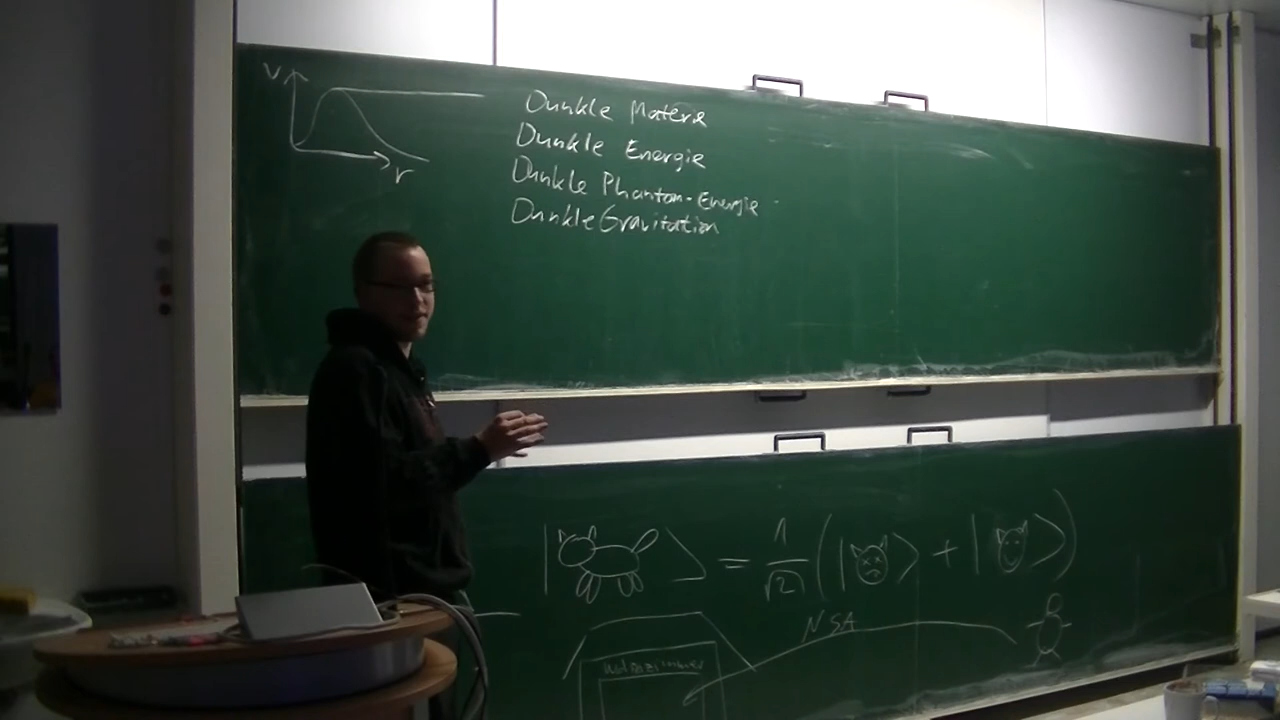 V
r
Dunkle Materie
Dunkle Energie
Dunkle Phantom-Energie
Dunkle Gravitation
| ⟩ = 1/√2 (| ⟩ + | ⟩)
NSA